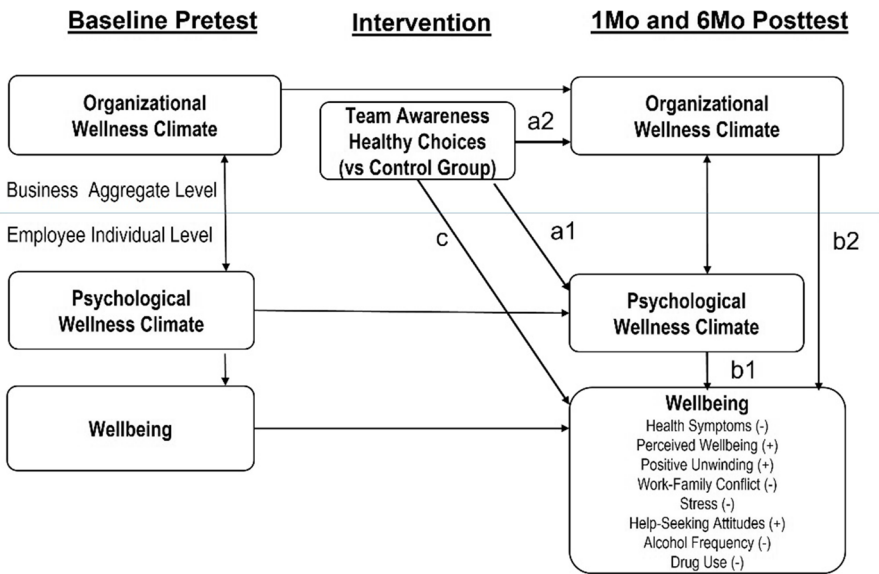 Baseline Pretest
Intervention
1Mo and 6Mo Posttest
Organizational
Wellness Climate
Team Awareness
Healthy Choices
(vs Control Group)
a2
Organizational
Wellness Climate
Business Aggregate Level
Employee Individual Level
c
a1
b2
Psychological
Wellness Climate
Psychological
Wellness Climate
b1
Wellbeing
Wellbeing
Health Symptoms (-)
Perceived Wellbeing (+)
Positive Unwinding (+)
Work-Family Conflict (-)
Stress (-)
Help-Seeking Attitudes (+)
Alcohol Frequency (-)
Drug Use (-)